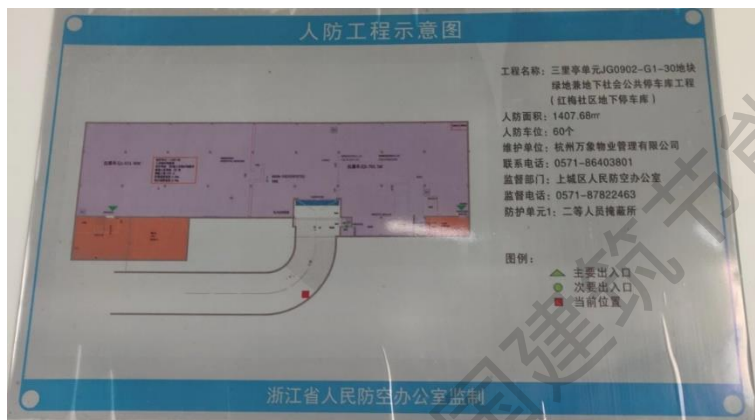 人防工程示意图
工程名称：三里亭单元JG0902-G1-30地块
绿地兼地下社会公共停车库工程
（红梅社区地下停车库）
人防面积：1407.68㎡
人防车位：60个
维护单位：杭州万象物业管理有限公司
联系电话：0571-86403801
监督部门：上城区人民防空办公室
监督电话：0571-87822463
防护单元1：二等人员掩蔽所
图例：
主要出入口
次要出入口
当前位置
浙江省人民防空办公室监制
国建筑节能